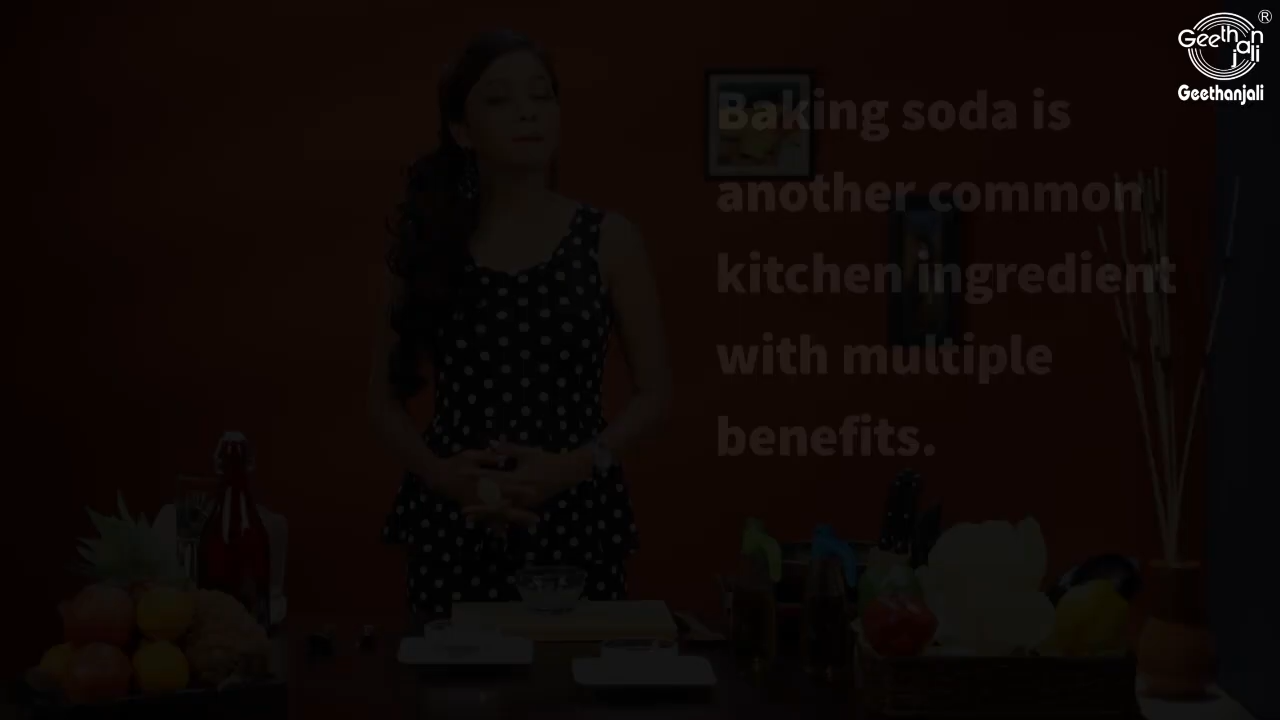 Geethanjali
®
Geethanjali
Baking soda is
another common
kitchen ingredient
with multiple
benefits.